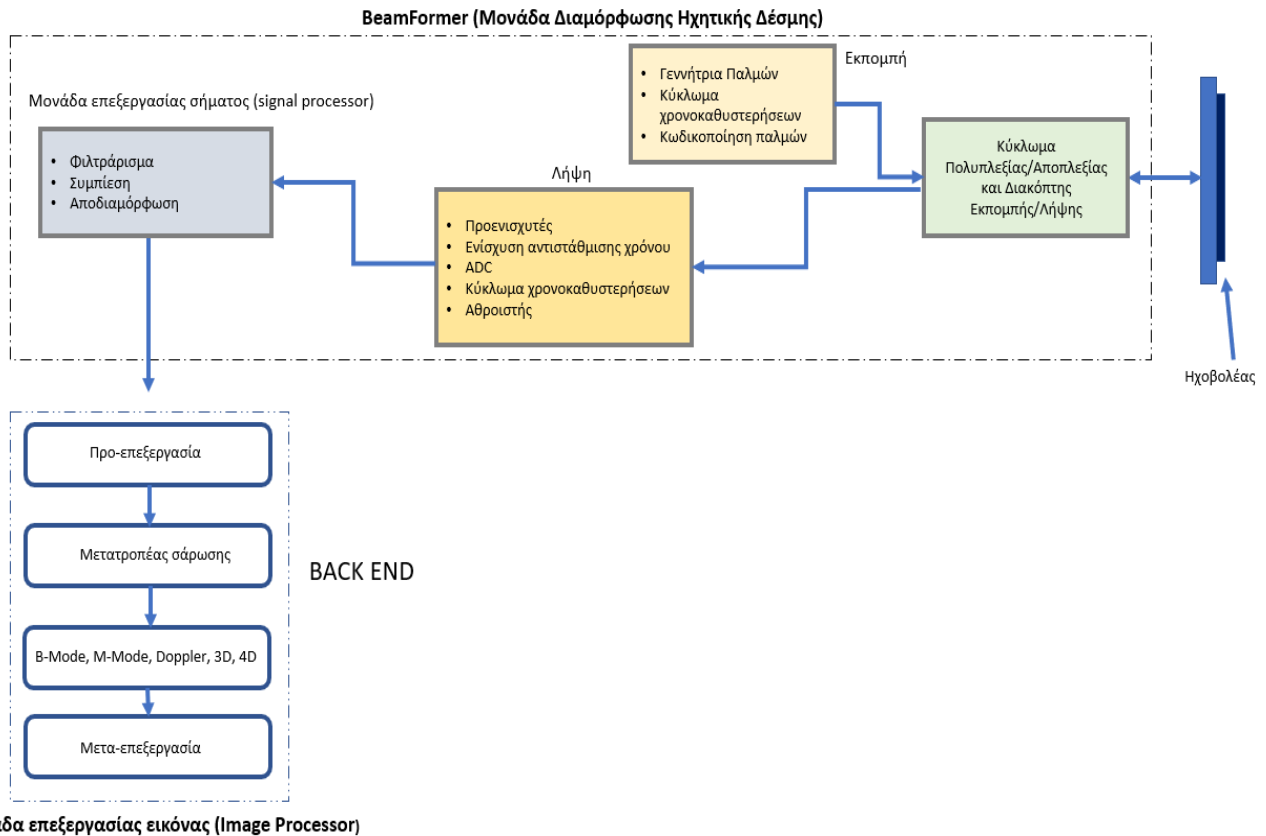 BeamFormer (Μονάδα Διαμόρφωσης Ηχητικής Δέσμης)
Εκπομπή
• Γεννήτρια Παλμών
• Κύκλωμα
χρονοκαθυστερήσεων
• Κωδικοποίηση παλμών
Μονάδα επεξεργασίας σήματος (signal processor)
• Φιλτράρισμα
• Συμπίεση
• Αποδιαμόρφωση
Λήψη
• Προενισχυτές
• Ενίσχυση αντιστάθμισης χρόνου
• ADC
• Κύκλωμα χρονοκαθυστερήσεων
• Αθροιστής
Κύκλωμα
Πολυπλεξίας/Αποπλεξίας
και Διακόπτης
Εκπομπής/Λήψης
Ηχοβολέας
Προ-επεξεργασία
Μετατροπέας σάρωσης
BACK END
B-Mode, M-Mode, Doppler, 3D, 4D
Μετα-επεξεργασία
επεξεργασίας εικόνας (Image Processor)